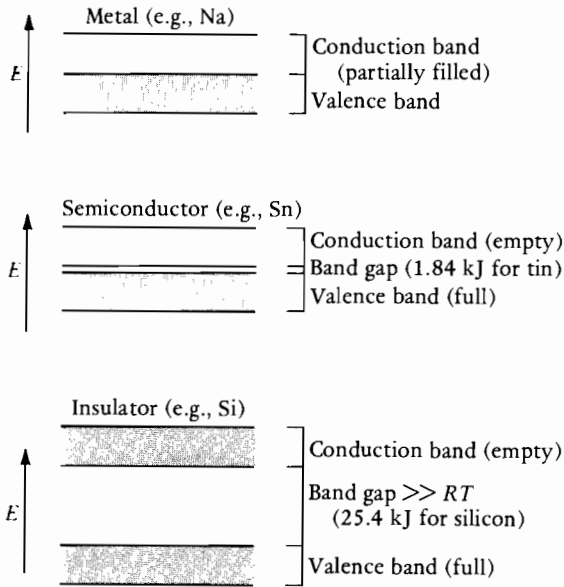 Metal (e.g., Na)
E
Conduction band
(partially filled)
Valence band
Semiconductor (e.g., Sn)
E
Conduction band (empty)
Band gap (1.84 kJ for tin)
Valence band (full)
Insulator (e.g., Si)
E
Conduction band (empty)
Band gap >> RT
(25.4 kJ for silicon)
Valence band (full)